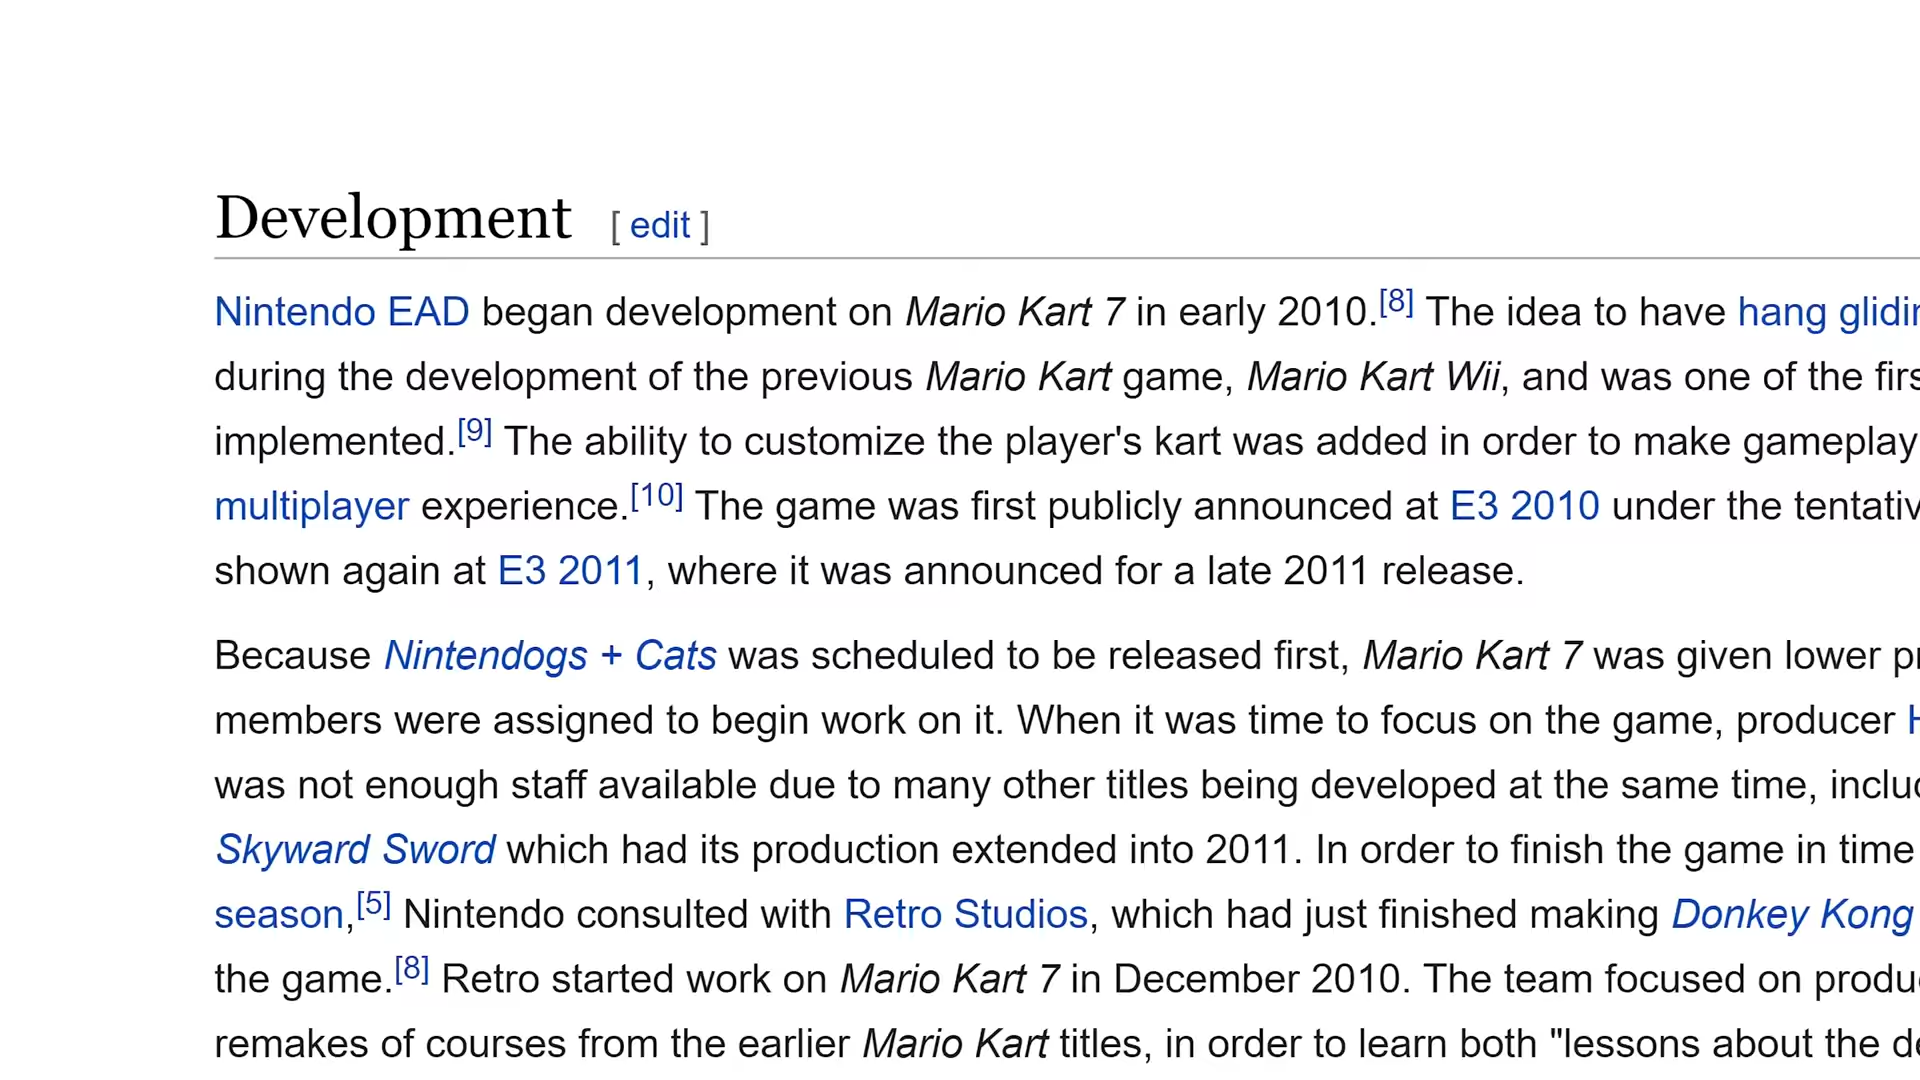 Development [ edit ]
Nintendo EAD began development on Mario Kart 7 in early 2010.[8] The idea to have hang
during the development of the previous Mario Kart game, Mario Kart Wii, and was one of the
implemented.[9] The ability to customize the player's kart was added in order to make gameplay
multiplayer experience.[10] The game was first publicly announced at E3 2010 under the
shown again at E3 2011, where it was announced for a late 2011 release.
Because Nintendogs + Cats was scheduled to be released first, Mario Kart 7 was given lower
members were assigned to begin work on it. When it was time to focus on the game, producer
was not enough staff available due to many other titles being developed at the same time,
Skyward Sword which had its production extended into 2011. In order to finish the game in time
season,[5] Nintendo consulted with Retro Studios, which had just finished making Donkey Kong
the game.[8] Retro started work on Mario Kart 7 in December 2010. The team focused on
remakes of courses from the earlier Mario Kart titles, in order to learn both "lessons about the